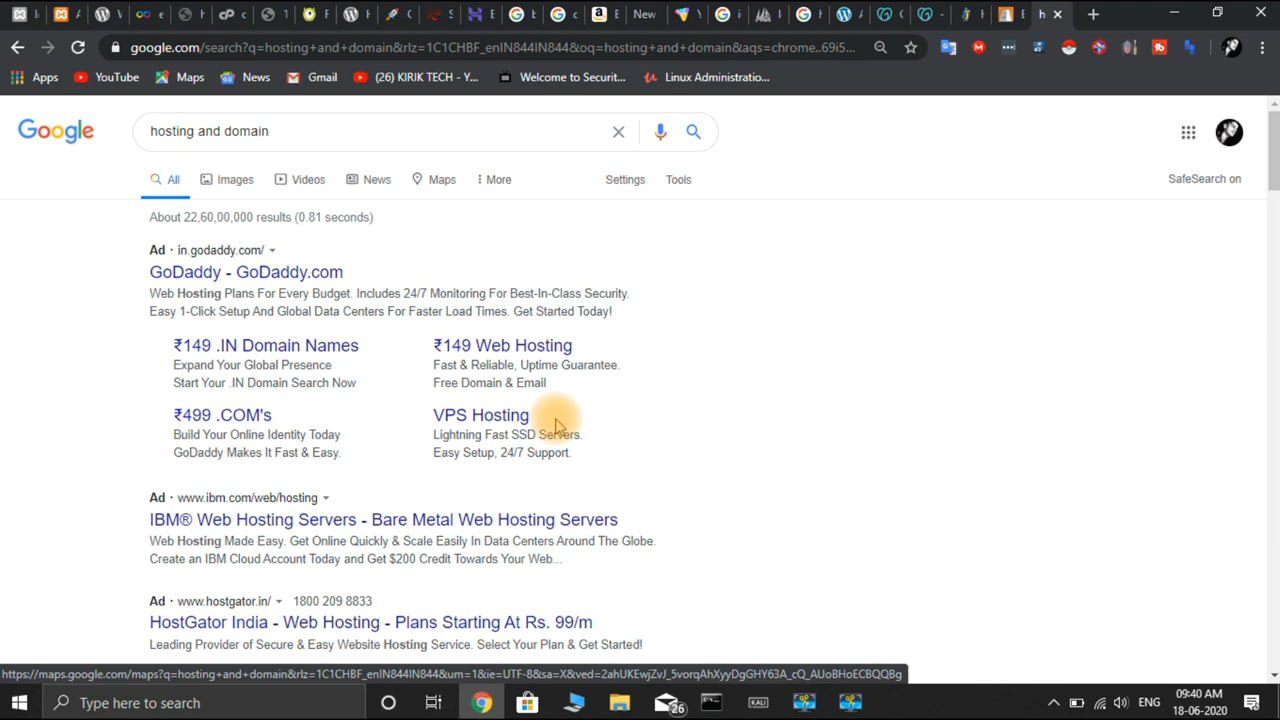 google.com/search?q=hosting+and+domain&rlz=1C1CHBF_enIN844IN844&oq=hosting+and+domain&aqs=chrome..69i5...
Apps YouTube Maps News Gmail (26) KIRIK TECH - Y... Welcome to Securit... Linux Administratio...
Google hosting and domain
All Images Videos News Maps More Settings Tools SafeSearch on
About 22,60,00,000 results (0.81 seconds)
Ad · in.godaddy.com/
GoDaddy - GoDaddy.com
Web Hosting Plans For Every Budget. Includes 24/7 Monitoring For Best-In-Class Security.
Easy 1-Click Setup And Global Data Centers For Faster Load Times. Get Started Today!
₹149 .IN Domain Names
Expand Your Global Presence
Start Your .IN Domain Search Now
₹149 Web Hosting
Fast & Reliable, Uptime Guarantee.
Free Domain & Email
₹499 .COM's
Build Your Online Identity Today
GoDaddy Makes It Fast & Easy.
VPS Hosting
Lightning Fast SSD Servers.
Easy Setup, 24/7 Support.
Ad · www.ibm.com/web/hosting
IBM® Web Hosting Servers - Bare Metal Web Hosting Servers
Web Hosting Made Easy. Get Online Quickly & Scale Easily In Data Centers Around The Globe.
Create an IBM Cloud Account Today and Get $200 Credit Towards Your Web...
Ad · www.hostgator.in/ 1800 209 8833
HostGator India - Web Hosting - Plans Starting At Rs. 99/m
Leading Provider of Secure & Easy Website Hosting Service. Select Your Plan & Get Started!
https://maps.google.com/maps?q=hosting+and+domain&rlz=1C1CHBF_enIN844IN844&um=1&ie=UTF-8&sa=X&ved=2ahUKEwjZvJ_5vorqAhXyyDgGHY63A_cQ_AUoBHoECBQQBg
Type here to search
26
ENG
09:40 AM
18-06-2020